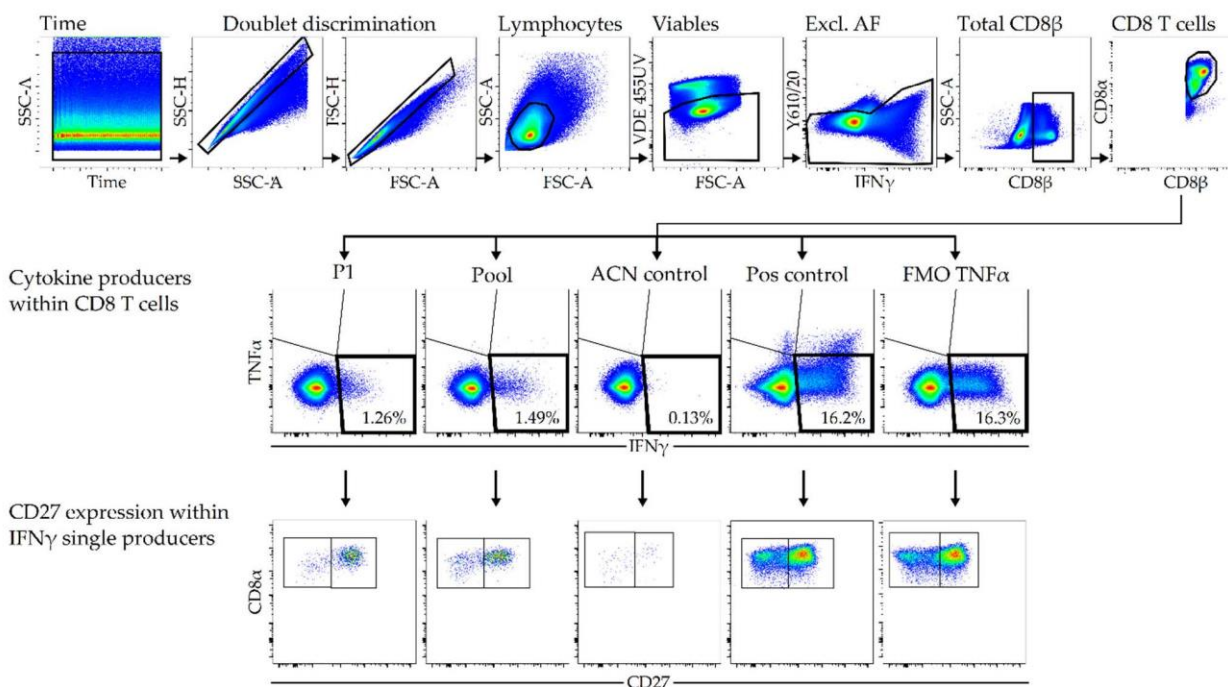 Time
Doublet discrimination
Lymphocytes
Viables
Excl. AF
Total CD8β
CD8 T cells
SSC-A
SSC-H
FSC-H
SSC-A
VDE 455UV
Y610/20
SSC-A
CD8α
Time
SSC-A
FSC-A
FSC-A
FSC-A
IFNγ
CD8β
CD8β
Cytokine producers
within CD8 T cells
P1
Pool
ACN control
Pos control
FMO TNFα
TNFα
1.26%
1.49%
0.13%
16.2%
16.3%
IFNγ
CD27 expression within
IFNγ single producers
CD8α
CD27